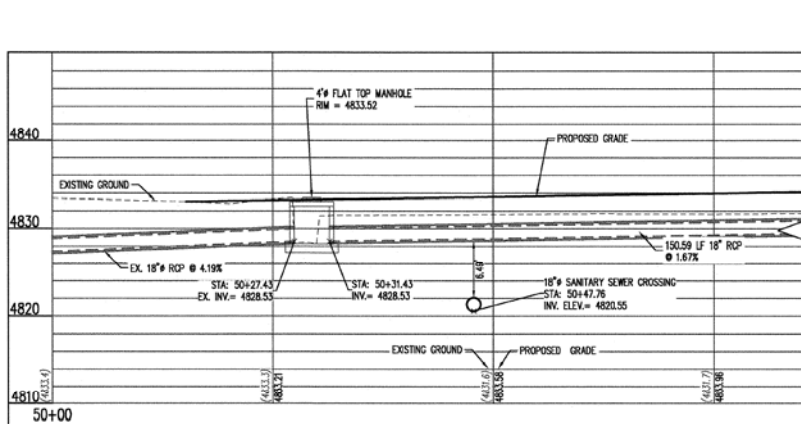 4'ø FLAT TOP MANHOLE
RIM = 4833.52
4840
PROPOSED GRADE
EXISTING GROUND
4830
150.59 LF 18" RCP
@ 1.67%
EX. 18"ø RCP @ 4.19%
6.49'
STA: 50+27.43
EX. INV.= 4828.53
STA: 50+31.43
INV.= 4828.53
18"ø SANITARY SEWER CROSSING
STA: 50+47.76
INV. ELEV.= 4820.55
4820
EXISTING GROUND
PROPOSED GRADE
4810
(4833.4)
(4833.3)
4833.21
(4831.6)
4833.58
(4831.7)
4833.96
50+00